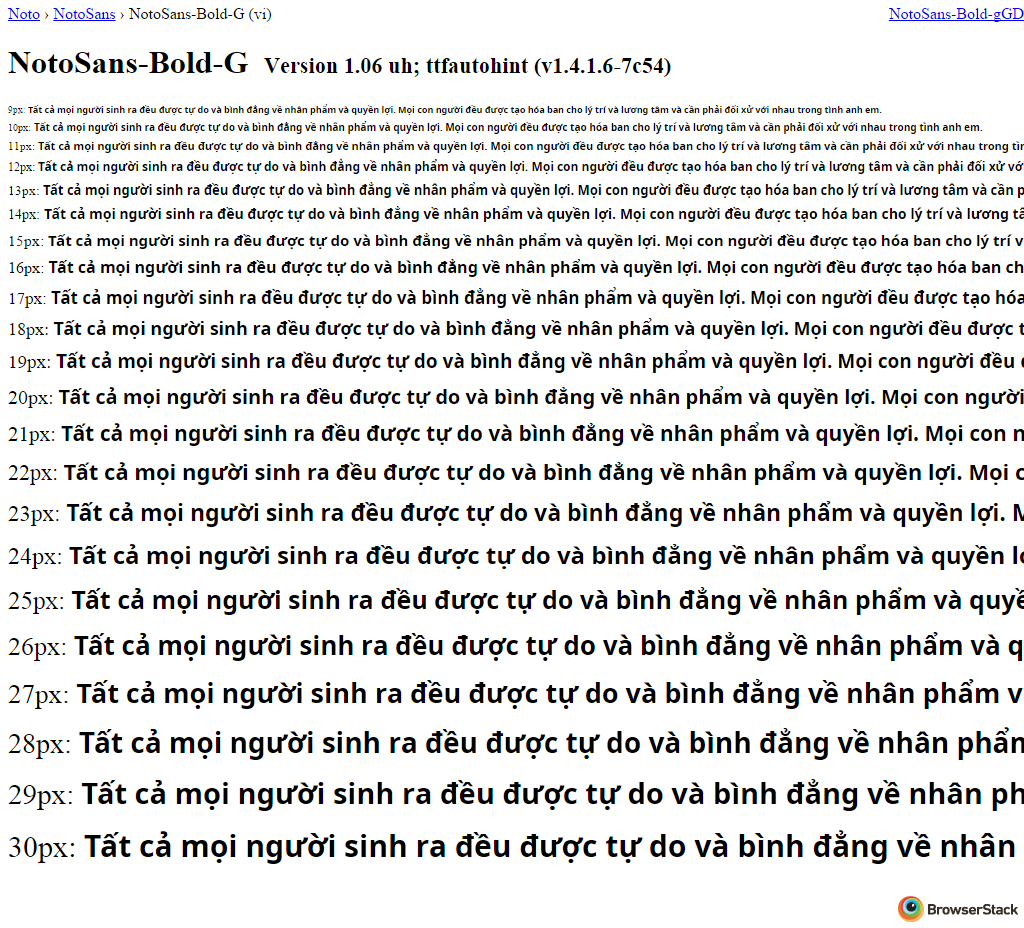 Noto › NotoSans › NotoSans-Bold-G (vi) NotoSans-Bold-gGD
NotoSans-Bold-G Version 1.06 uh; ttfautohint (v1.4.1.6-7c54)
9px: Tất cả mọi người sinh ra đều được tự do và bình đẳng về nhân phẩm và quyền lợi. Mọi con người đều được tạo hóa ban cho lý trí và lương tâm và cần phải đối xử với nhau trong tình anh em.
10px: Tất cả mọi người sinh ra đều được tự do và bình đẳng về nhân phẩm và quyền lợi. Mọi con người đều được tạo hóa ban cho lý trí và lương tâm và cần phải đối xử với nhau trong tình anh em.
11px: Tất cả mọi người sinh ra đều được tự do và bình đẳng về nhân phẩm và quyền lợi. Mọi con người đều được tạo hóa ban cho lý trí và lương tâm và cần phải đối xử với nhau trong tìn
12px: Tất cả mọi người sinh ra đều được tự do và bình đẳng về nhân phẩm và quyền lợi. Mọi con người đều được tạo hóa ban cho lý trí và lương tâm và cần phải đối xử vớ
13px: Tất cả mọi người sinh ra đều được tự do và bình đẳng về nhân phẩm và quyền lợi. Mọi con người đều được tạo hóa ban cho lý trí và lương tâm và cần p
14px: Tất cả mọi người sinh ra đều được tự do và bình đẳng về nhân phẩm và quyền lợi. Mọi con người đều được tạo hóa ban cho lý trí và lương tâ
15px: Tất cả mọi người sinh ra đều được tự do và bình đẳng về nhân phẩm và quyền lợi. Mọi con người đều được tạo hóa ban cho lý trí v
16px: Tất cả mọi người sinh ra đều được tự do và bình đẳng về nhân phẩm và quyền lợi. Mọi con người đều được tạo hóa ban ch
17px: Tất cả mọi người sinh ra đều được tự do và bình đẳng về nhân phẩm và quyền lợi. Mọi con người đều được tạo hóa
18px: Tất cả mọi người sinh ra đều được tự do và bình đẳng về nhân phẩm và quyền lợi. Mọi con người đều được t
19px: Tất cả mọi người sinh ra đều được tự do và bình đẳng về nhân phẩm và quyền lợi. Mọi con người đều
20px: Tất cả mọi người sinh ra đều được tự do và bình đẳng về nhân phẩm và quyền lợi. Mọi con người
21px: Tất cả mọi người sinh ra đều được tự do và bình đẳng về nhân phẩm và quyền lợi. Mọi con n
22px: Tất cả mọi người sinh ra đều được tự do và bình đẳng về nhân phẩm và quyền lợi. Mọi c
23px: Tất cả mọi người sinh ra đều được tự do và bình đẳng về nhân phẩm và quyền lợi. M
24px: Tất cả mọi người sinh ra đều được tự do và bình đẳng về nhân phẩm và quyền lợ
25px: Tất cả mọi người sinh ra đều được tự do và bình đẳng về nhân phẩm và quyề
26px: Tất cả mọi người sinh ra đều được tự do và bình đẳng về nhân phẩm và q
27px: Tất cả mọi người sinh ra đều được tự do và bình đẳng về nhân phẩm v
28px: Tất cả mọi người sinh ra đều được tự do và bình đẳng về nhân phẩm
29px: Tất cả mọi người sinh ra đều được tự do và bình đẳng về nhân ph
30px: Tất cả mọi người sinh ra đều được tự do và bình đẳng về nhân
BrowserStack